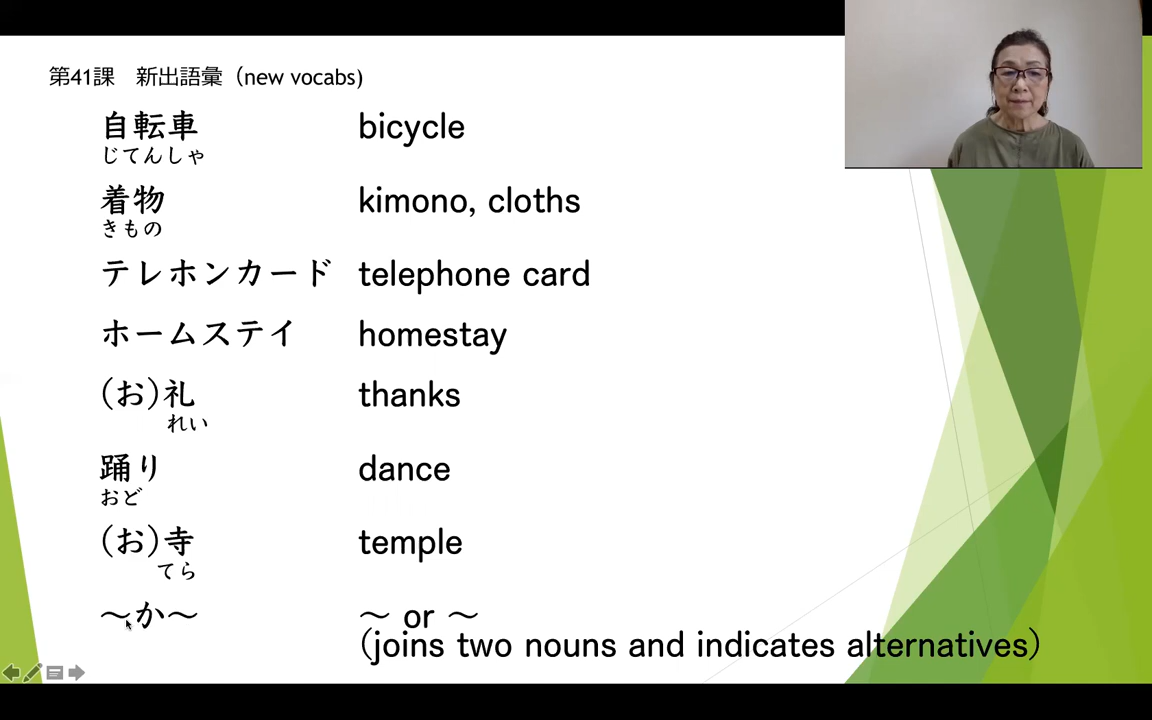 第41課　新出語彙（new vocabs)
自転車 bicycle
じてんしゃ
着物 kimono, cloths
きもの
テレホンカード telephone card
ホームステイ homestay
(お)礼 thanks
れい
踊り dance
おど
(お)寺 temple
てら
～か～ ～ or ～
(joins two nouns and indicates alternatives)